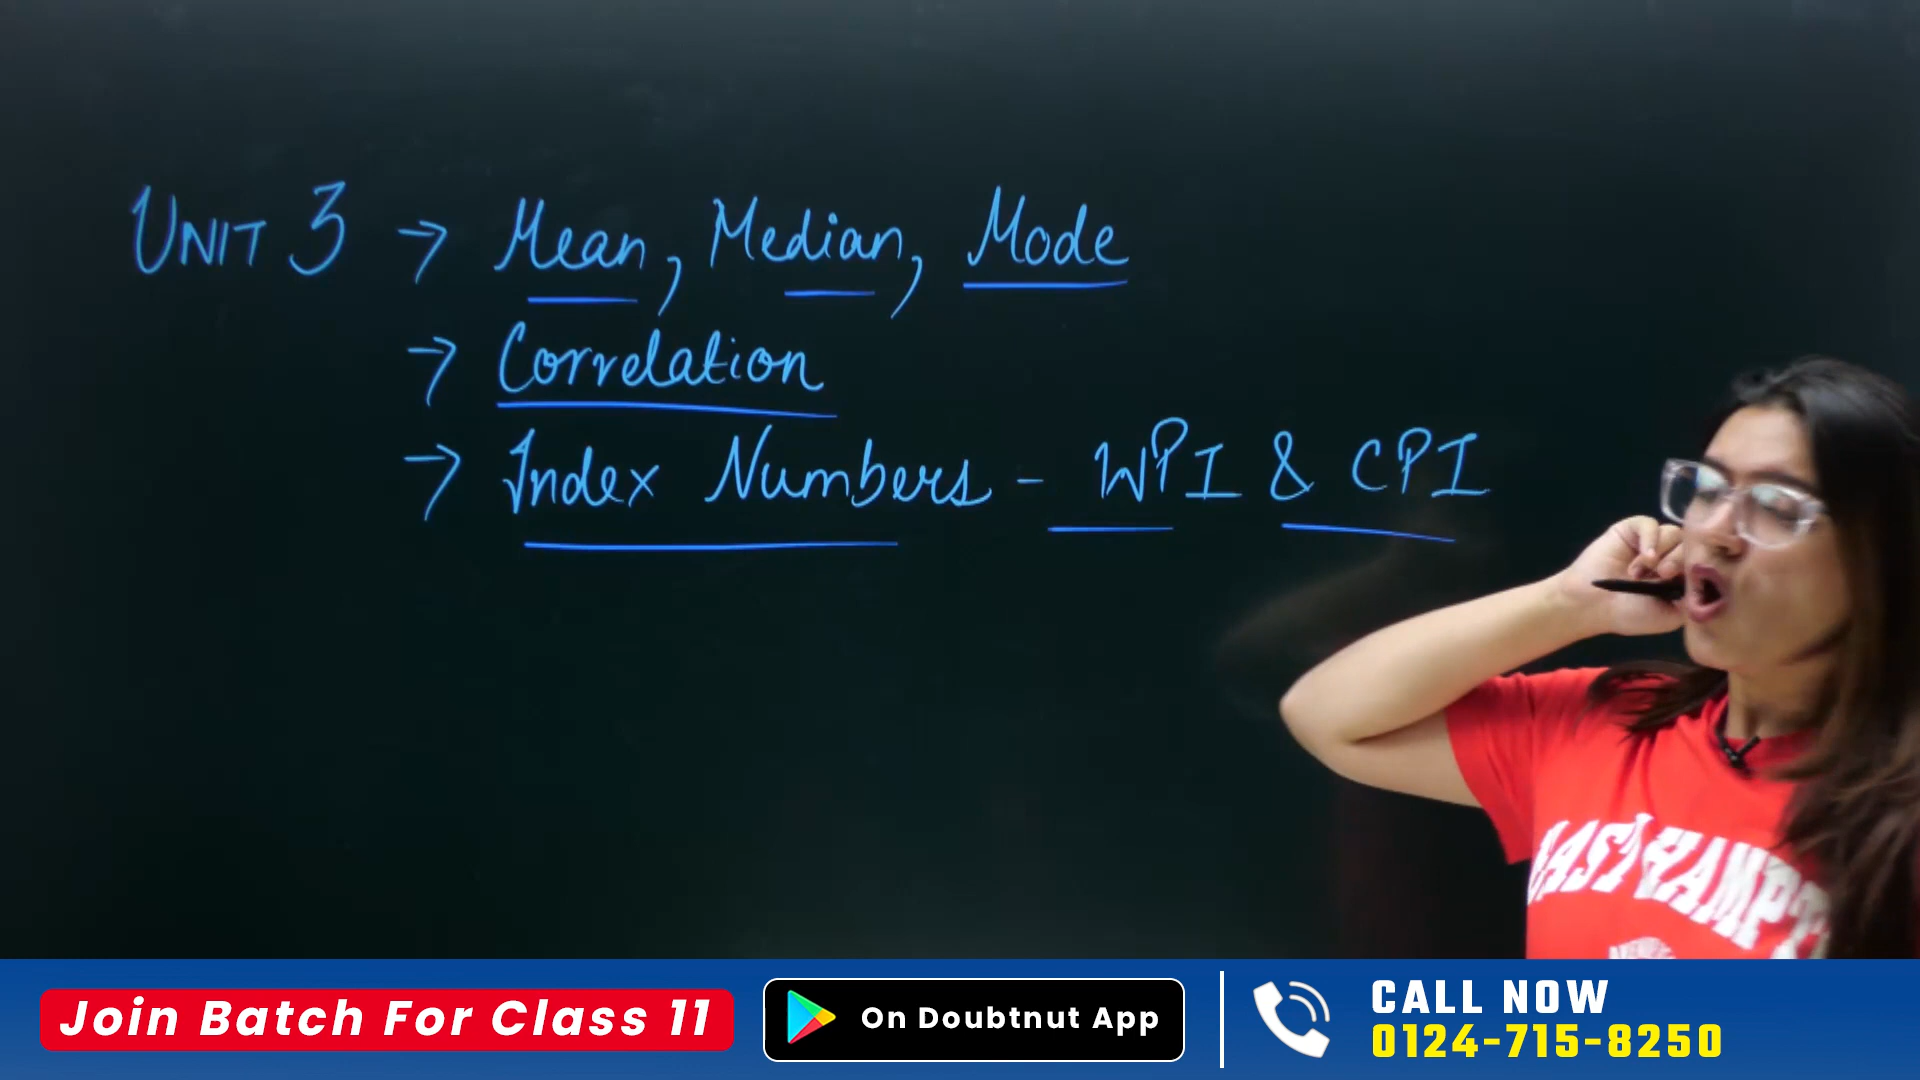 UNIT 3 → Mean, Median, Mode
→ Correlation
→ Index Numbers - WPI & CPI
Join Batch For Class 11
On Doubtnut App
CALL NOW
0124-715-8250